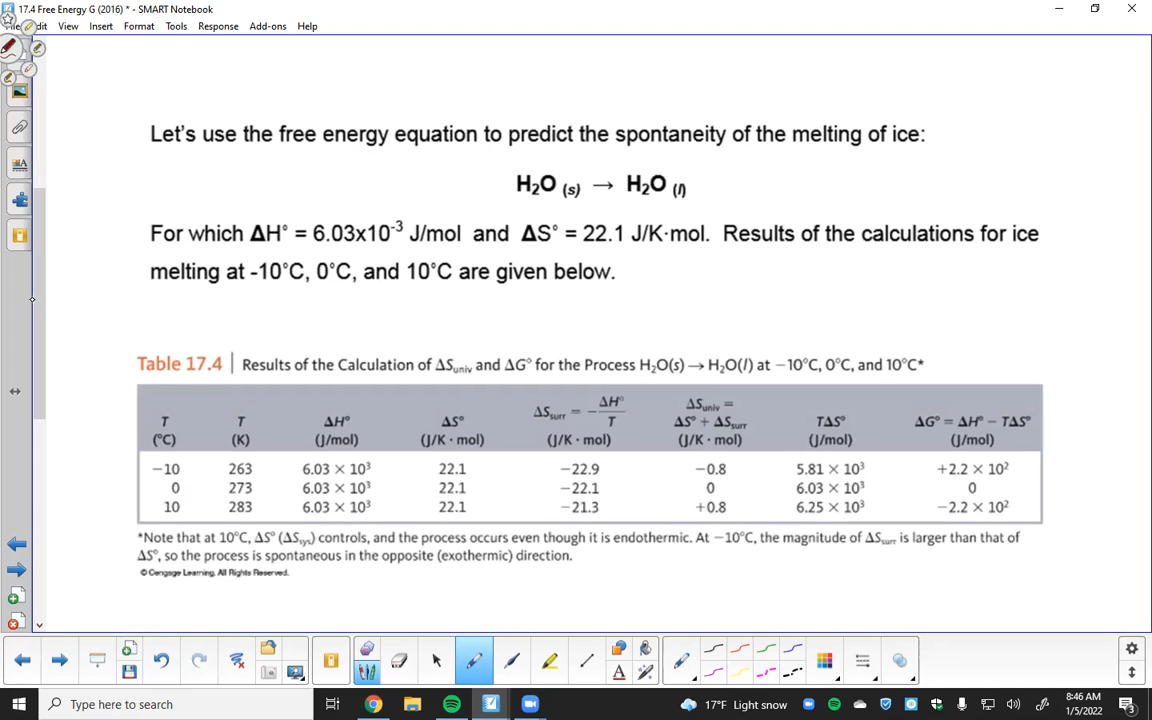 17.4 Free Energy G (2016) * - SMART Notebook
File Edit View Insert Format Tools Response Add-ons Help
Let's use the free energy equation to predict the spontaneity of the melting of ice:
H₂O (s) → H₂O (l)
For which ΔH° = 6.03x10⁻³ J/mol and ΔS° = 22.1 J/K·mol. Results of the calculations for ice
melting at -10°C, 0°C, and 10°C are given below.
Table 17.4 | Results of the Calculation of ΔSuniv and ΔG° for the Process H₂O(s) → H₂O(l) at −10°C, 0°C, and 10°C*
T (°C) T (K) ΔH° (J/mol) ΔS° (J/K · mol) ΔSsurr = −ΔH°/T (J/K · mol) ΔSuniv = ΔS° + ΔSsurr (J/K · mol) TΔS° (J/mol) ΔG° = ΔH° − TΔS° (J/mol)
−10 263 6.03 × 10³ 22.1 −22.9 −0.8 5.81 × 10³ +2.2 × 10²
0 273 6.03 × 10³ 22.1 −22.1 0 6.03 × 10³ 0
10 283 6.03 × 10³ 22.1 −21.3 +0.8 6.25 × 10³ −2.2 × 10²
*Note that at 10°C, ΔS° (ΔSsys) controls, and the process occurs even though it is endothermic. At −10°C, the magnitude of ΔSsurr is larger than that of
ΔS°, so the process is spontaneous in the opposite (exothermic) direction.
© Cengage Learning. All Rights Reserved.
Type here to search
17°F Light snow
8:46 AM
1/5/2022
3